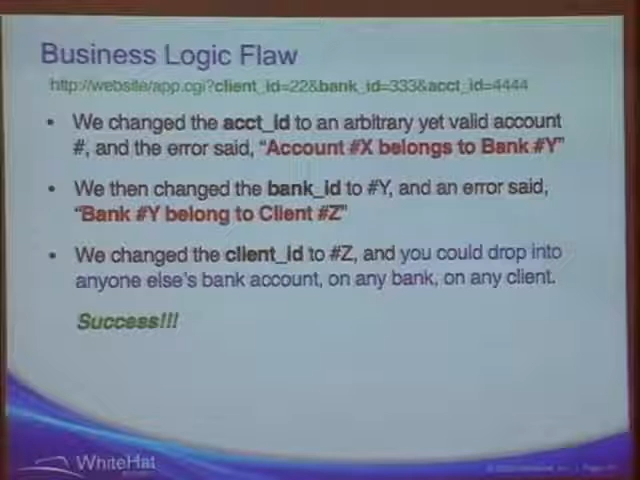 Business Logic Flaw
http://website/app.cgi?client_id=22&bank_id=333&acct_id=4444
• We changed the acct_id to an arbitrary yet valid account
#, and the error said, “Account #X belongs to Bank #Y”
• We then changed the bank_id to #Y, and an error said,
“Bank #Y belong to Client #Z”
• We changed the client_id to #Z, and you could drop into
anyone else's bank account, on any bank, on any client.
Success!!!
WhiteHat